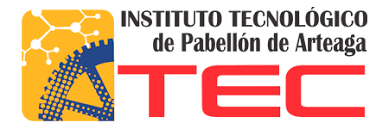 INSTITUTO TECNOLÓGICO
de Pabellón de Arteaga
TEC